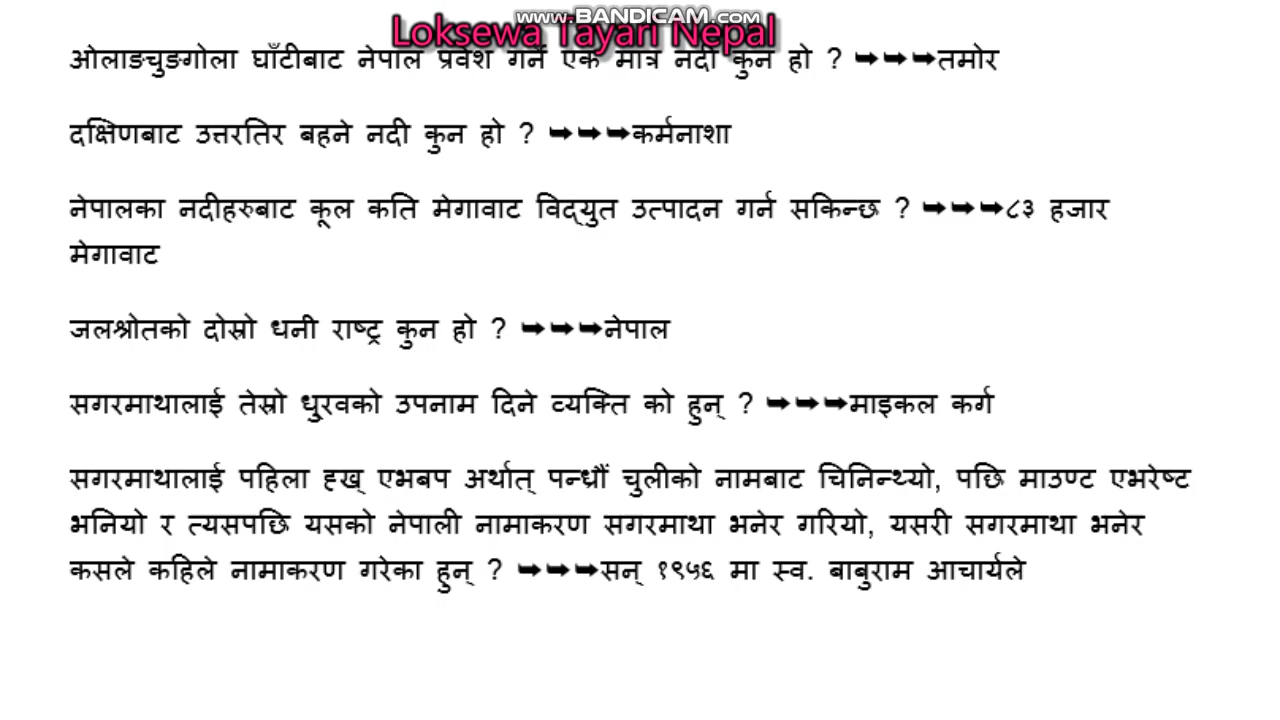 www.BANDICAM.com
Loksewa Tayari Nepal
ओलाङचुङगोला घाँटीबाट नेपाल प्रवेश गर्ने एक मात्र नदी कुन हो ? ➥➥➥तमोर
दक्षिणबाट उत्तरतिर बहने नदी कुन हो ? ➥➥➥कर्मनाशा
नेपालका नदीहरुबाट कूल कति मेगावाट विद्युत उत्पादन गर्न सकिन्छ ? ➥➥➥८३ हजार
मेगावाट
जलश्रोतको दोस्रो धनी राष्ट्र कुन हो ? ➥➥➥नेपाल
सगरमाथालाई तेस्रो धु्रवको उपनाम दिने व्यक्ति को हुन् ? ➥➥➥माइकल कर्ग
सगरमाथालाई पहिला ह्ख् एभबप अर्थात् पन्ध्रौं चुलीको नामबाट चिनिन्थ्यो, पछि माउण्ट एभरेष्ट
भनियो र त्यसपछि यसको नेपाली नामाकरण सगरमाथा भनेर गरियो, यसरी सगरमाथा भनेर
कसले कहिले नामाकरण गरेका हुन् ? ➥➥➥सन् १९५६ मा स्व. बाबुराम आचार्यले